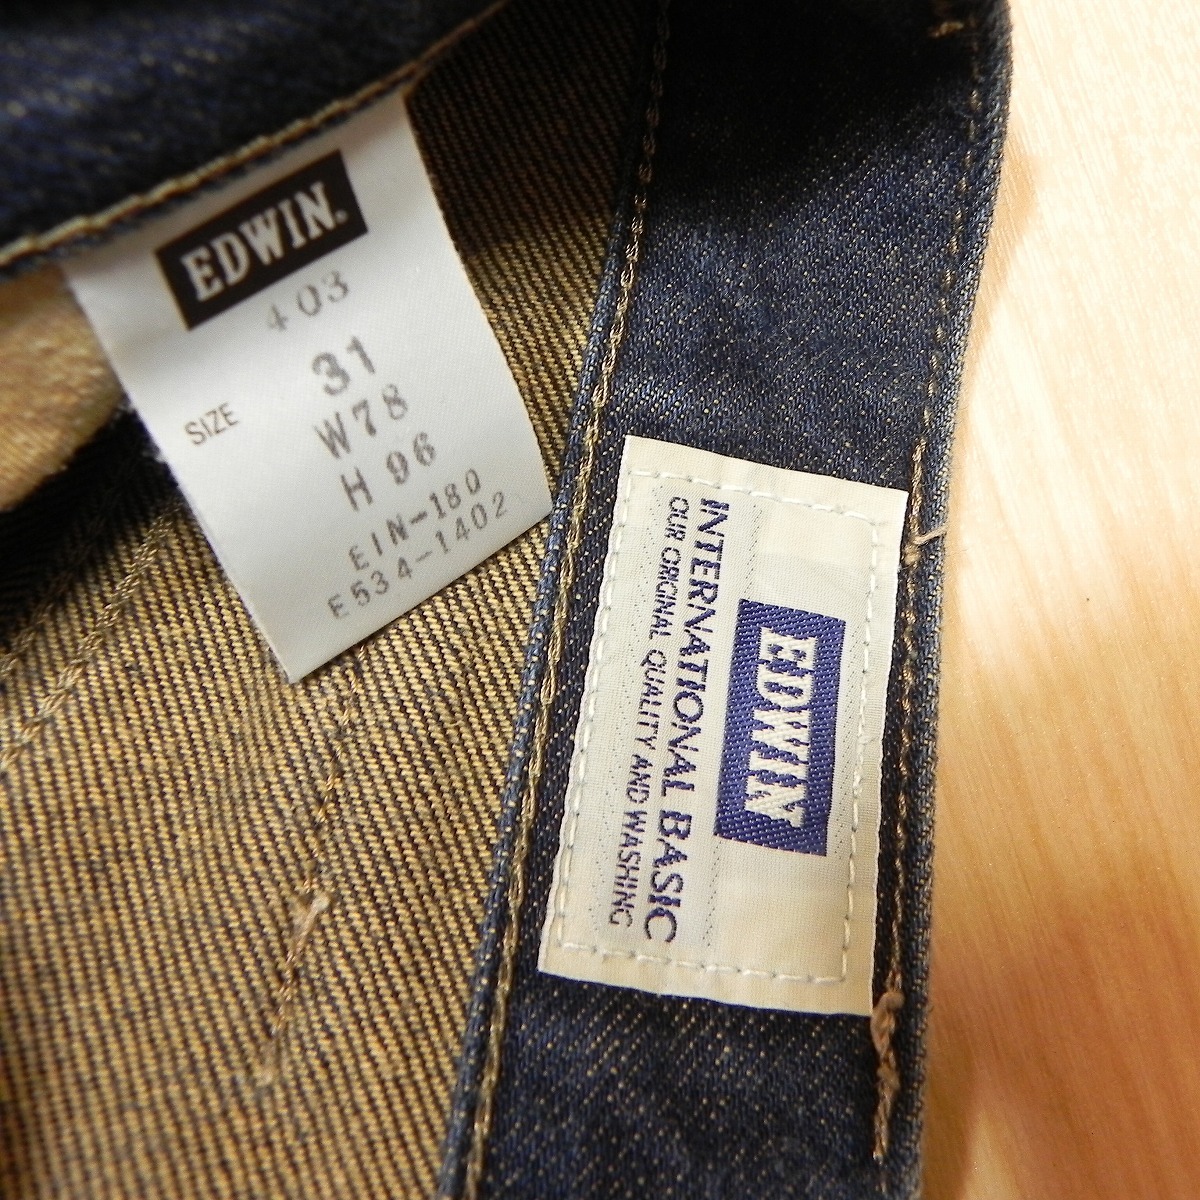 EDWIN.
403
31
SIZE
W78
H 96
EIN-180
E534-1402
EDWIN
INTERNATIONAL BASIC
OUR ORIGINAL QUALITY AND WASHING